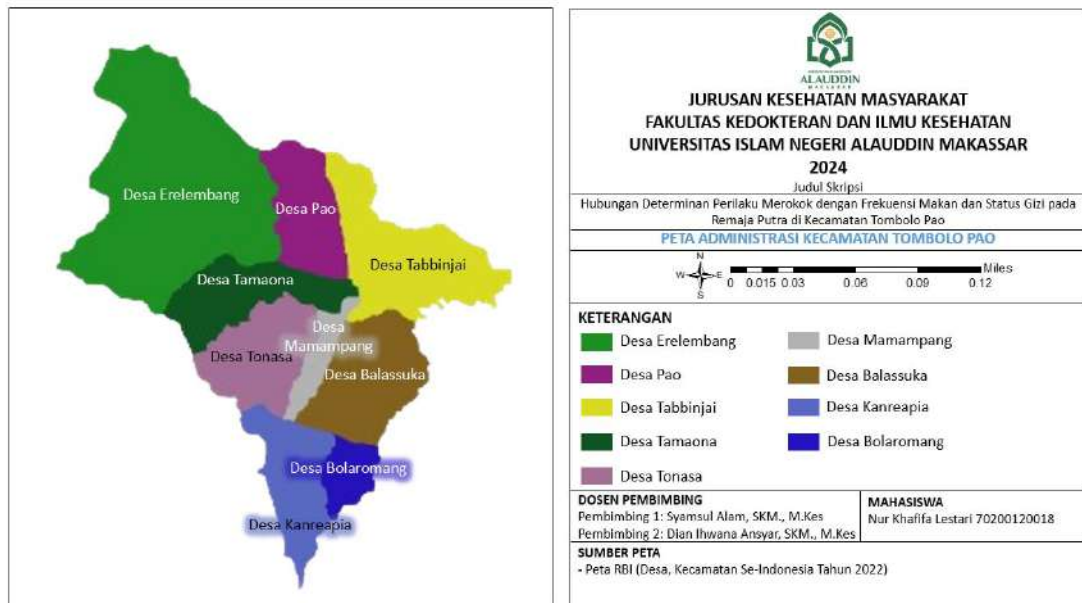 Desa Erelembang
Desa Pao
Desa Tabbinjai
Desa Tamaona
Desa
Mamampang
Desa Tonasa
Desa Balassuka
Desa Bolaromang
Desa Kanreapia
ALAUDDIN
MAKASSAR
JURUSAN KESEHATAN MASYARAKAT
FAKULTAS KEDOKTERAN DAN ILMU KESEHATAN
UNIVERSITAS ISLAM NEGERI ALAUDDIN MAKASSAR
2024
Judul Skripsi
Hubungan Determinan Perilaku Merokok dengan Frekuensi Makan dan Status Gizi pada
Remaja Putra di Kecamatan Tombolo Pao
PETA ADMINISTRASI KECAMATAN TOMBOLO PAO
N
W E
S
Miles
0 0.015 0.03 0.06 0.09 0.12
KETERANGAN
Desa Erelembang
Desa Pao
Desa Tabbinjai
Desa Tamaona
Desa Tonasa
Desa Mamampang
Desa Balassuka
Desa Kanreapia
Desa Bolaromang
DOSEN PEMBIMBING
Pembimbing 1: Syamsul Alam, SKM., M.Kes
Pembimbing 2: Dian Ihwana Ansyar, SKM., M.Kes
MAHASISWA
Nur Khafifa Lestari 70200120018
SUMBER PETA
- Peta RBI (Desa, Kecamatan Se-Indonesia Tahun 2022)